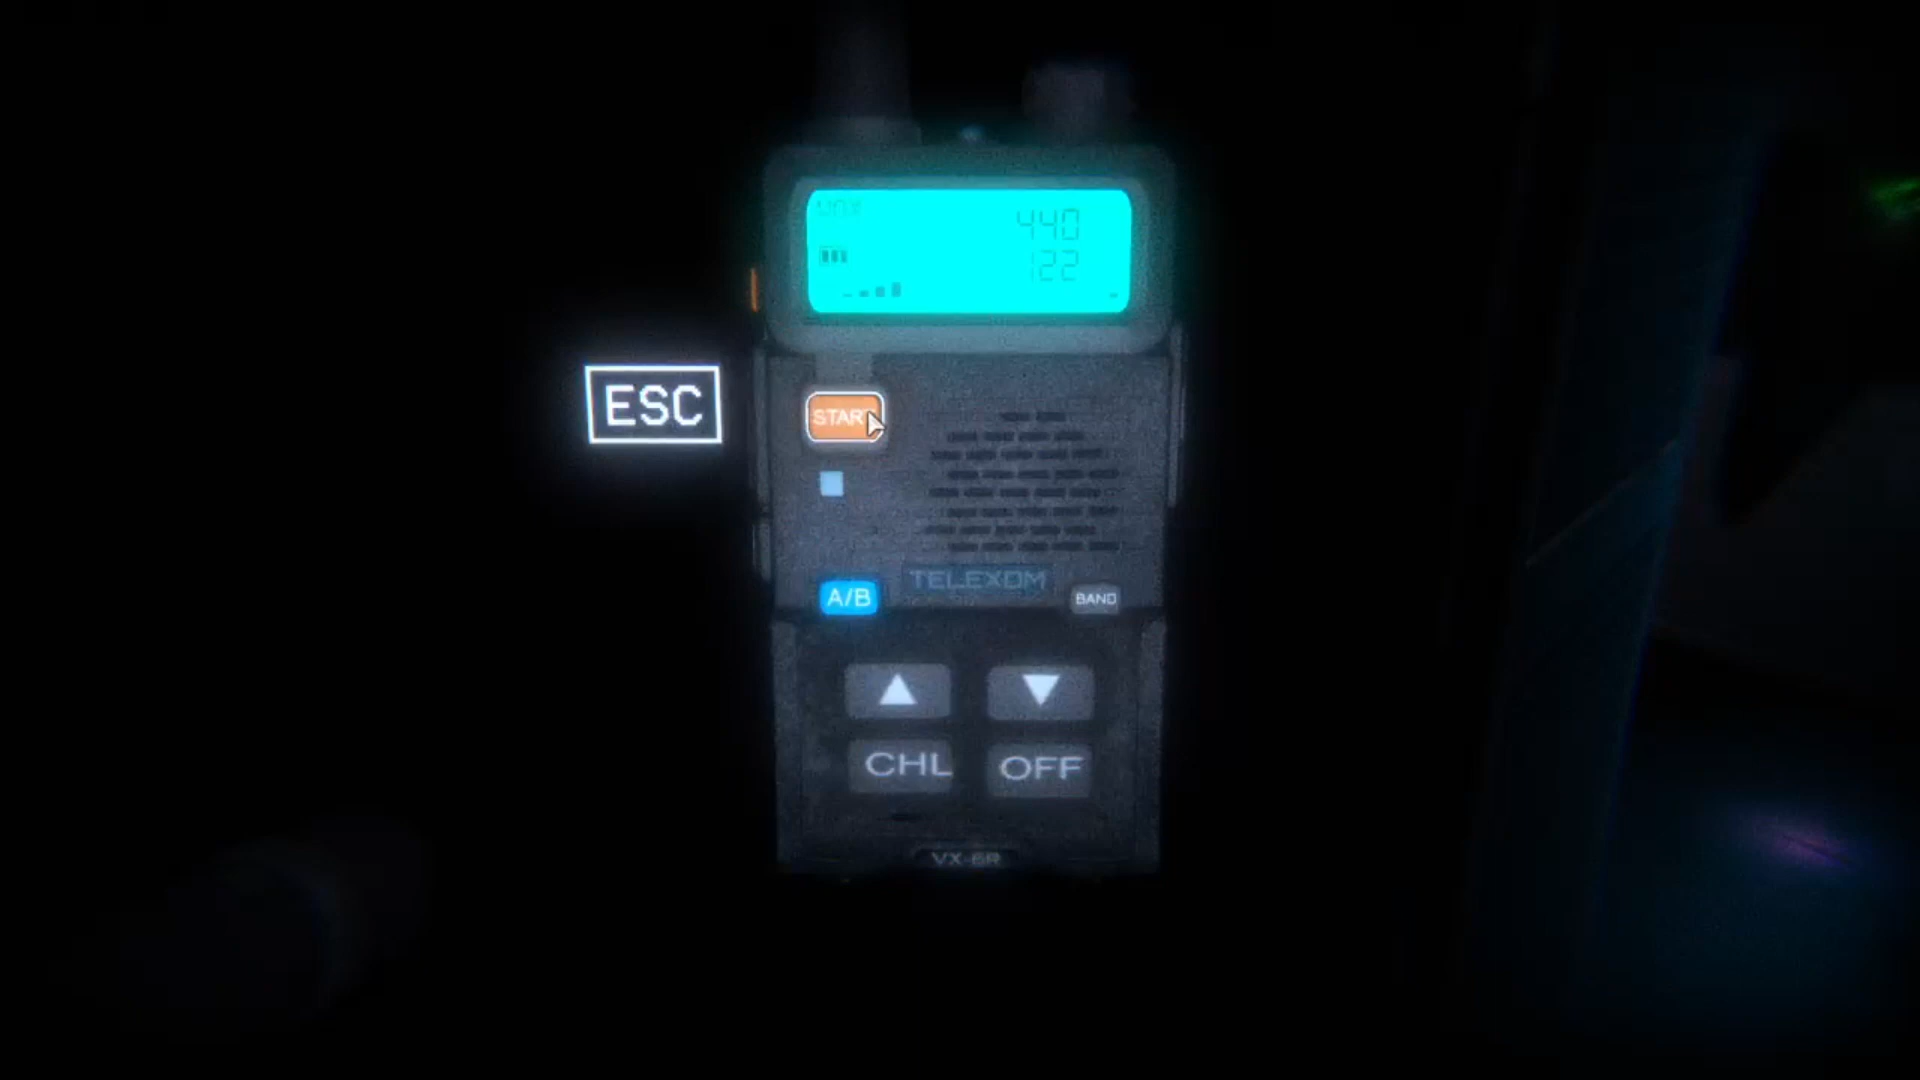 440
122
ESC
START
A/B
TELEXOM
BAND
▲ ▼
CHL OFF
VX-6R